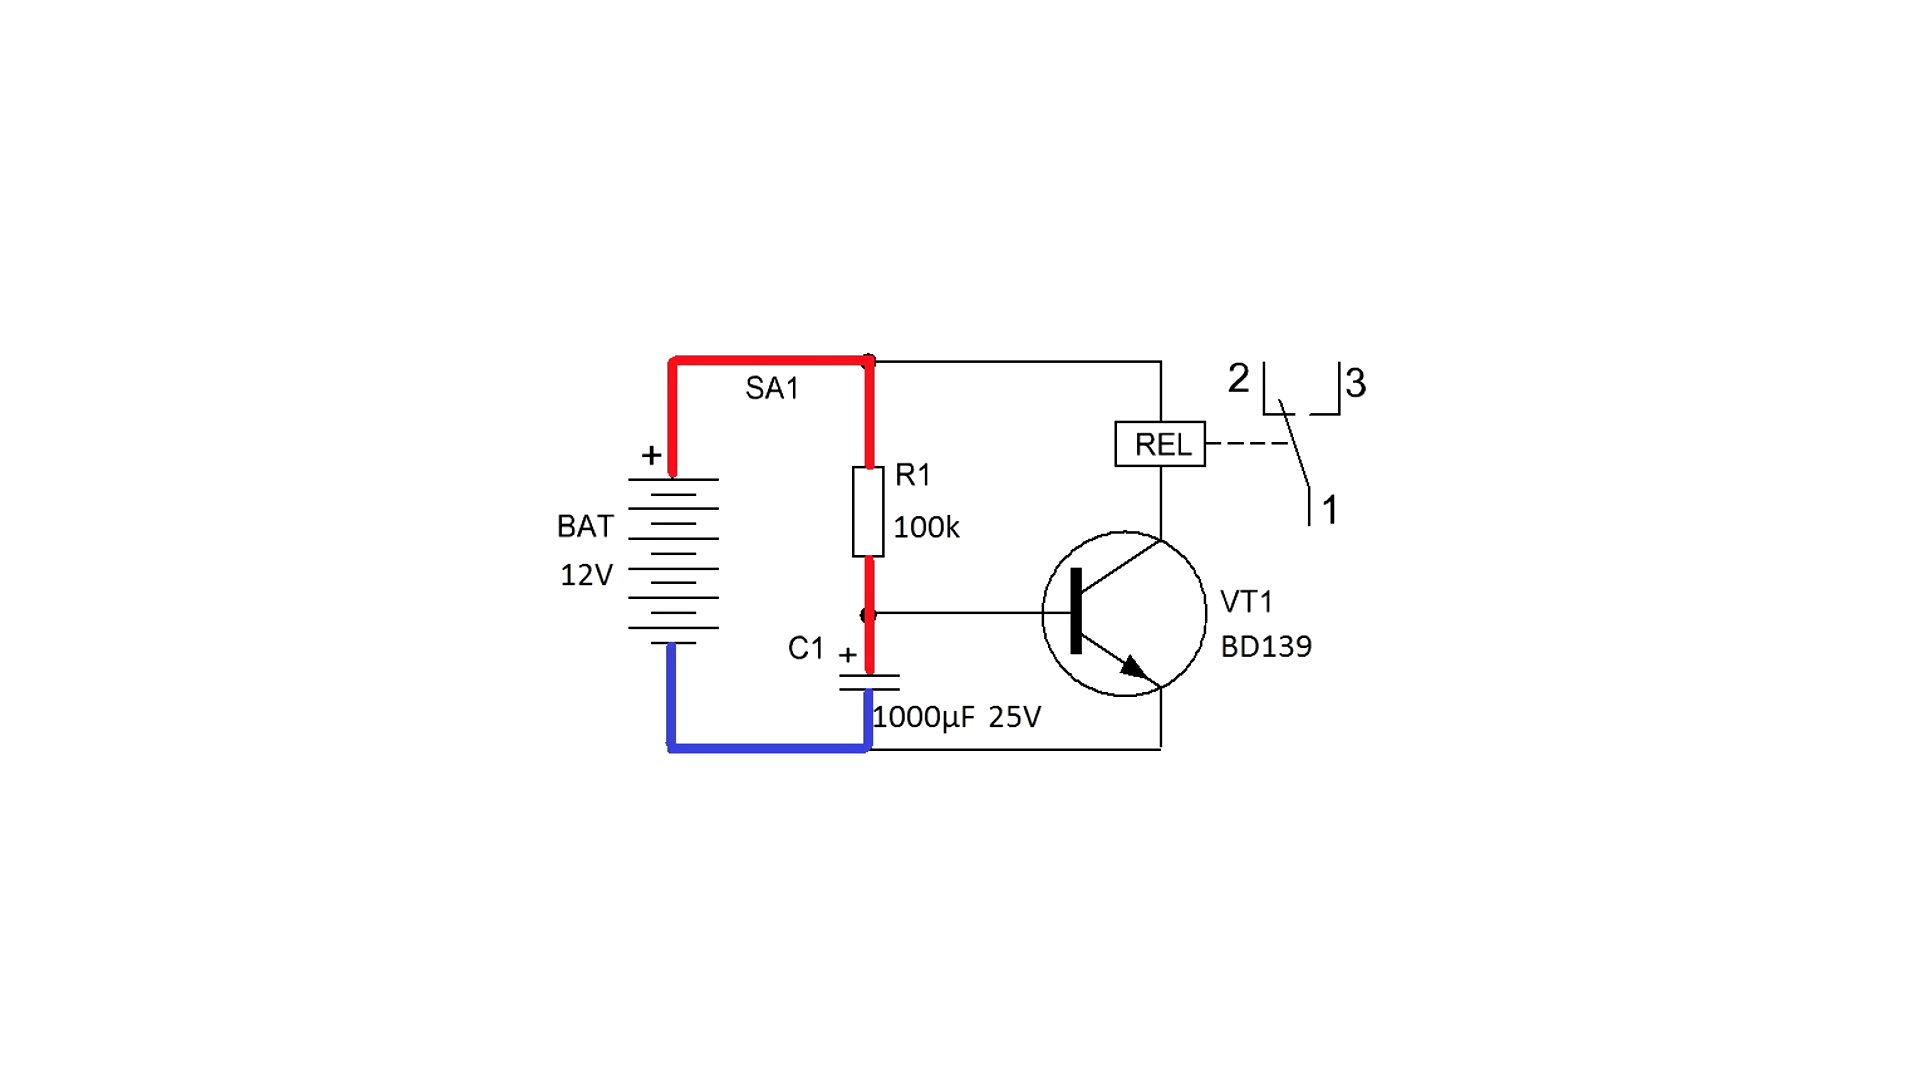 SA1
+
BAT
12V
R1
100k
C1 +
1000µF 25V
REL
2
3
1
VT1
BD139